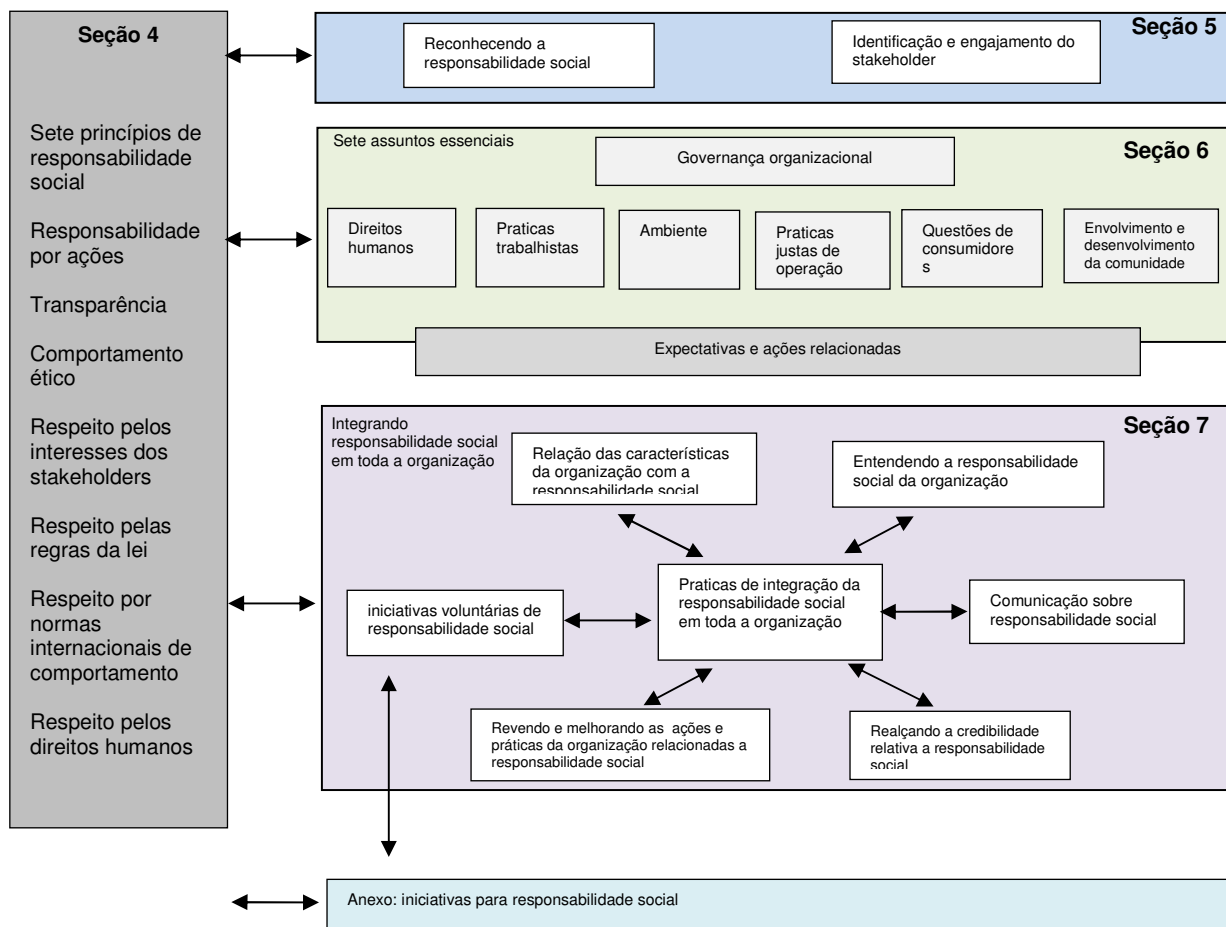 Seção 4
Sete princípios de
responsabilidade
social
Responsabilidade
por ações
Transparência
Comportamento
ético
Respeito pelos
interesses dos
stakeholders
Respeito pelas
regras da lei
Respeito por
normas
internacionais de
comportamento
Respeito pelos
direitos humanos
Seção 5
Reconhecendo a
responsabilidade social
Identificação e engajamento do
stakeholder
Sete assuntos essenciais
Seção 6
Governança organizacional
Direitos
humanos
Praticas
trabalhistas
Ambiente
Praticas
justas de
operação
Questões de
consumidore
s
Envolvimento e
desenvolvimento
da comunidade
Expectativas e ações relacionadas
Integrando
responsabilidade social
em toda a organização
Seção 7
Relação das características
da organização com a
responsabilidade social
Entendendo a responsabilidade
social da organização
iniciativas voluntárias de
responsabilidade social
Praticas de integração da
responsabilidade social
em toda a organização
Comunicação sobre
responsabilidade social
Revendo e melhorando as ações e
práticas da organização relacionadas a
responsabilidade social
Realçando a credibilidade
relativa a responsabilidade
social
Anexo: iniciativas para responsabilidade social